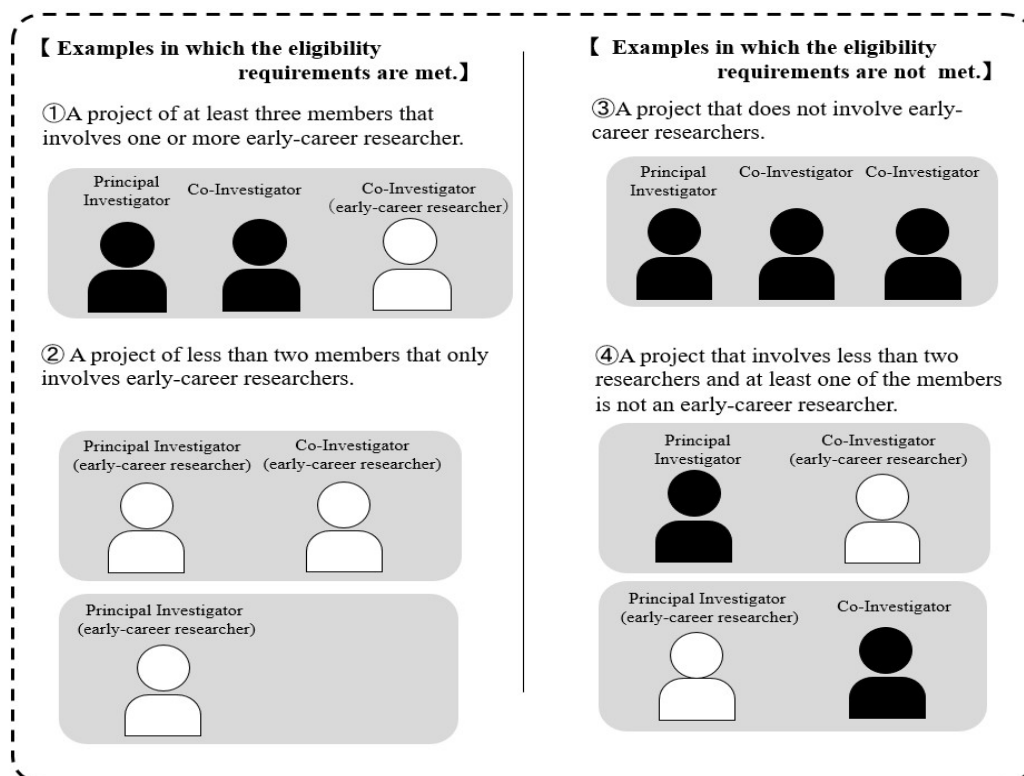 【 Examples in which the eligibility
requirements are met.】
①A project of at least three members that
involves one or more early-career researcher.
Principal
Investigator
Co-Investigator
Co-Investigator
(early-career researcher)
② A project of less than two members that only
involves early-career researchers.
Principal Investigator
(early-career researcher)
Co-Investigator
(early-career researcher)
Principal Investigator
(early-career researcher)
【 Examples in which the eligibility
requirements are not met.】
③A project that does not involve early-
career researchers.
Principal
Investigator
Co-Investigator
Co-Investigator
④A project that involves less than two
researchers and at least one of the members
is not an early-career researcher.
Principal
Investigator
Co-Investigator
(early-career researcher)
Principal Investigator
(early-career researcher)
Co-Investigator